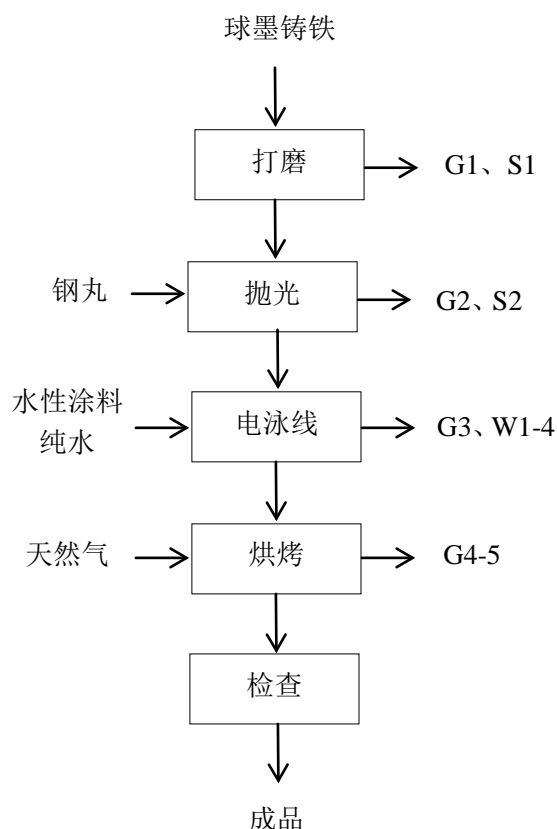 球墨铸铁
打磨
G1、S1
钢丸
抛光
G2、S2
水性涂料
纯水
电泳线
G3、W1-4
天然气
烘烤
G4-5
检查
成品